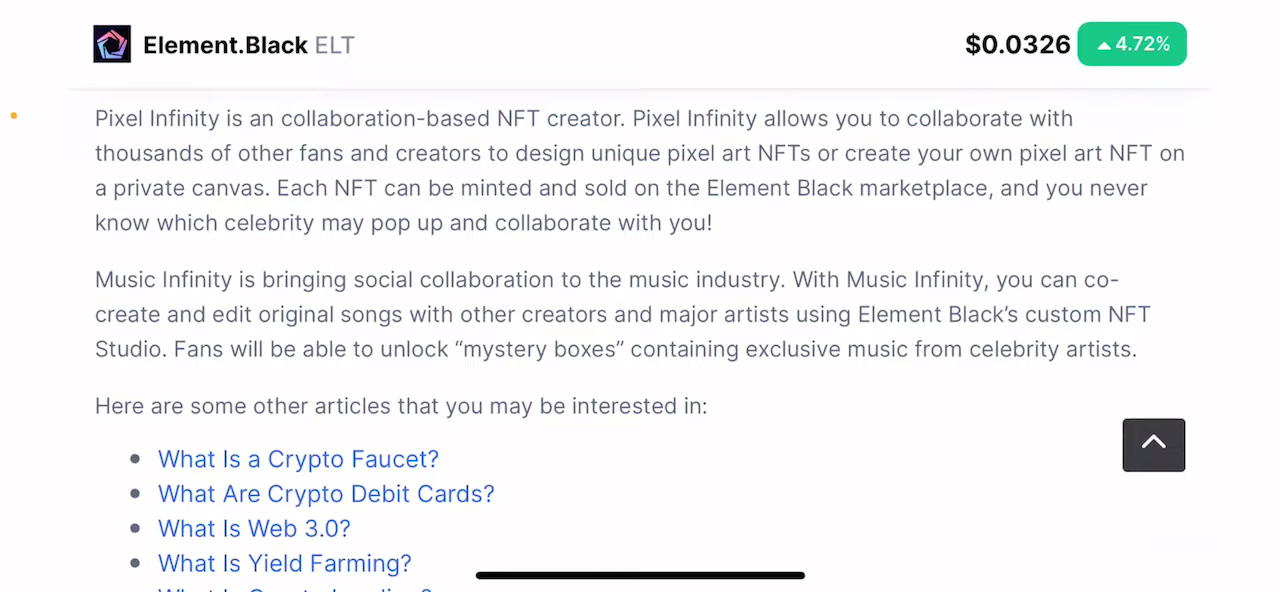 Element.Black ELT
$0.0326 4.72%
Pixel Infinity is an collaboration-based NFT creator. Pixel Infinity allows you to collaborate with
thousands of other fans and creators to design unique pixel art NFTs or create your own pixel art NFT on
a private canvas. Each NFT can be minted and sold on the Element Black marketplace, and you never
know which celebrity may pop up and collaborate with you!
Music Infinity is bringing social collaboration to the music industry. With Music Infinity, you can co-
create and edit original songs with other creators and major artists using Element Black’s custom NFT
Studio. Fans will be able to unlock “mystery boxes” containing exclusive music from celebrity artists.
Here are some other articles that you may be interested in:
What Is a Crypto Faucet?
What Are Crypto Debit Cards?
What Is Web 3.0?
What Is Yield Farming?